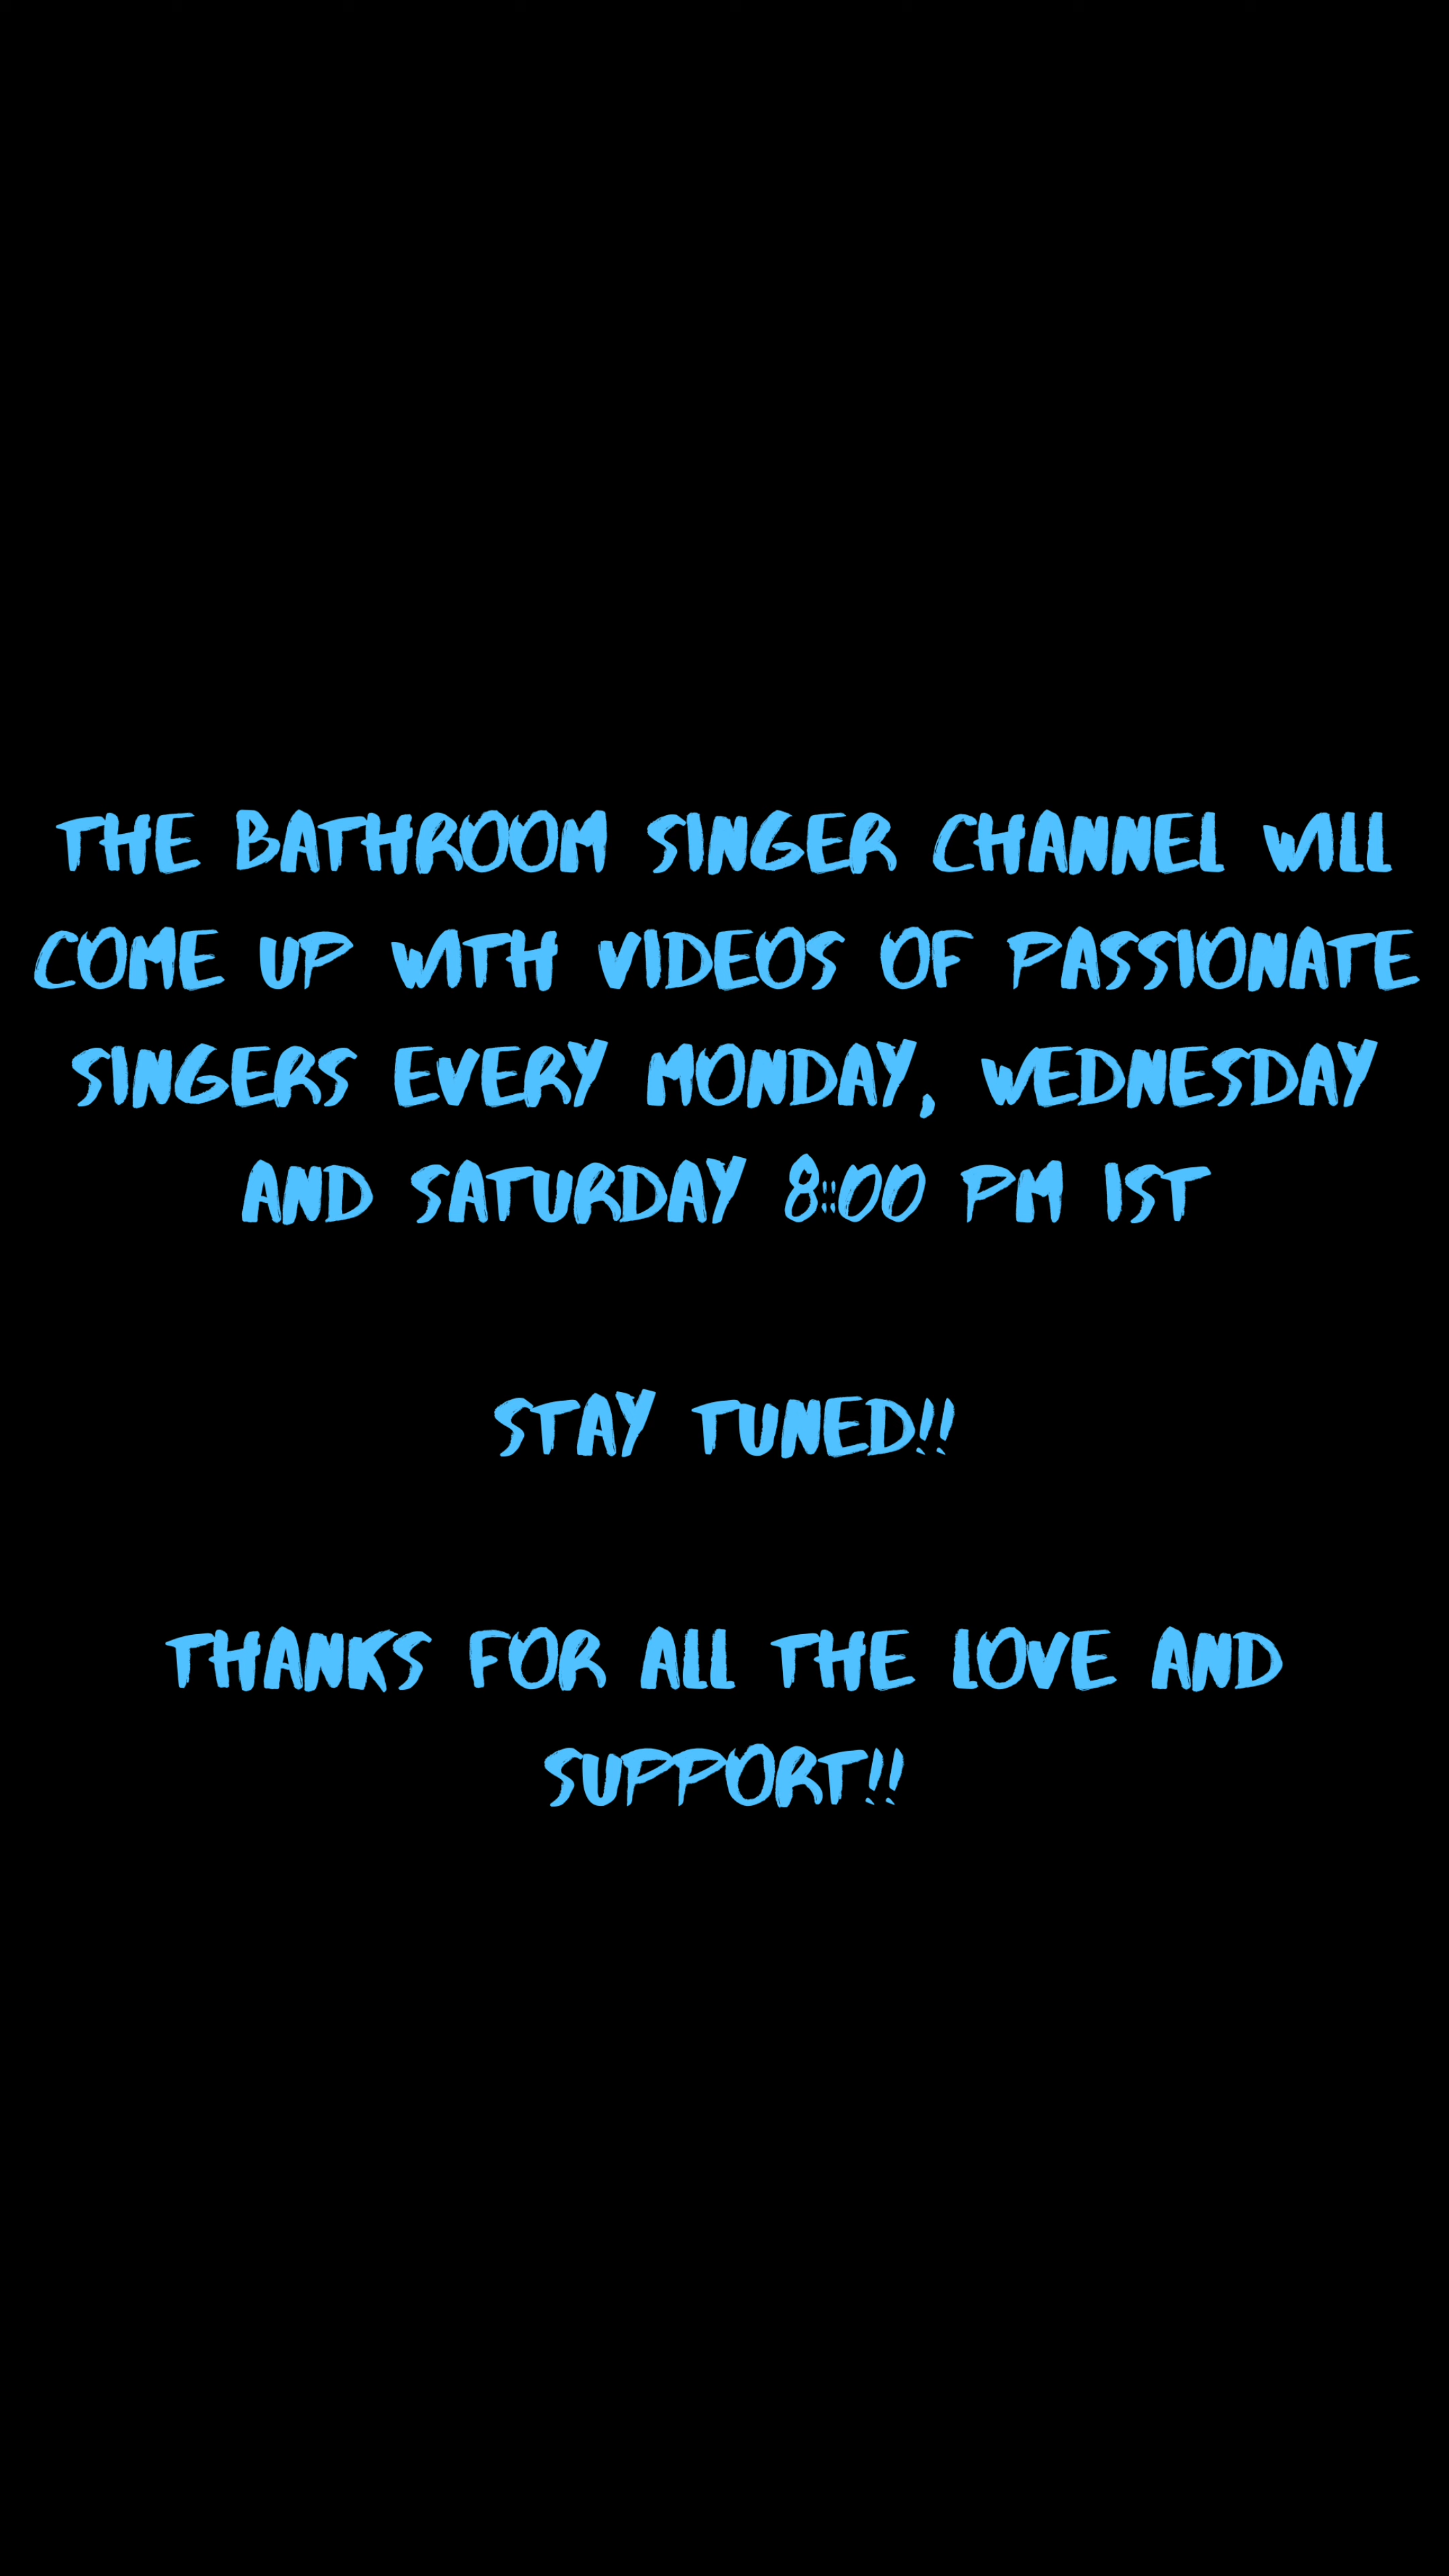 THE BATHROOM SINGER CHANNEL WILL
COME UP WITH VIDEOS OF PASSIONATE
SINGERS EVERY MONDAY, WEDNESDAY
AND SATURDAY 8::00 PM IST
STAY TUNED!!
THANKS FOR ALL THE LOVE AND
SUPPORT!!